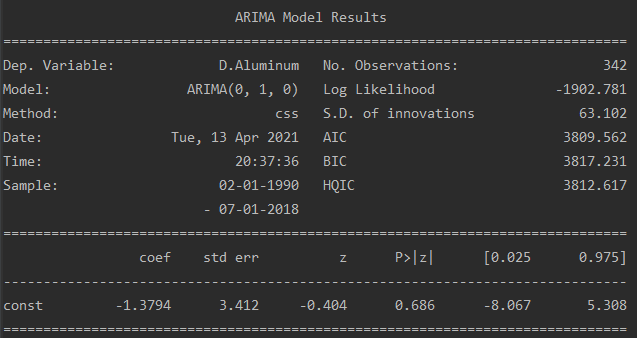 ARIMA Model Results
==============================================================================
Dep. Variable: D.Aluminum No. Observations: 342
Model: ARIMA(0, 1, 0) Log Likelihood -1902.781
Method: css S.D. of innovations 63.102
Date: Tue, 13 Apr 2021 AIC 3809.562
Time: 20:37:36 BIC 3817.231
Sample: 02-01-1990 HQIC 3812.617
- 07-01-2018
==============================================================================
coef std err z P>|z| [0.025 0.975]
------------------------------------------------------------------------------
const -1.3794 3.412 -0.404 0.686 -8.067 5.308
==============================================================================